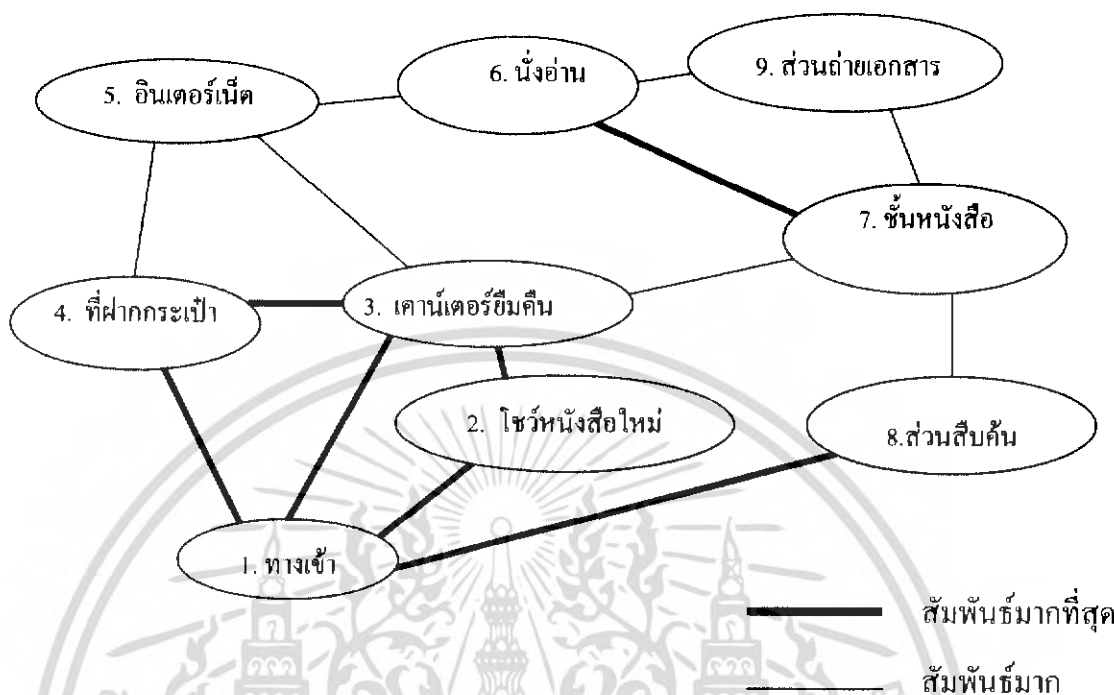 6. นั่งอ่าน
9. ส่วนถ่ายเอกสาร
5. อินเตอร์เน็ต
7. ชั้นหนังสือ
4. ที่ฝากกระเป๋า
3. เคาน์เตอร์ยืมคืน
2. โชว์หนังสือใหม่
8.ส่วนสืบค้น
1. ทางเข้า
สัมพันธ์มากที่สุด
สัมพันธ์มาก